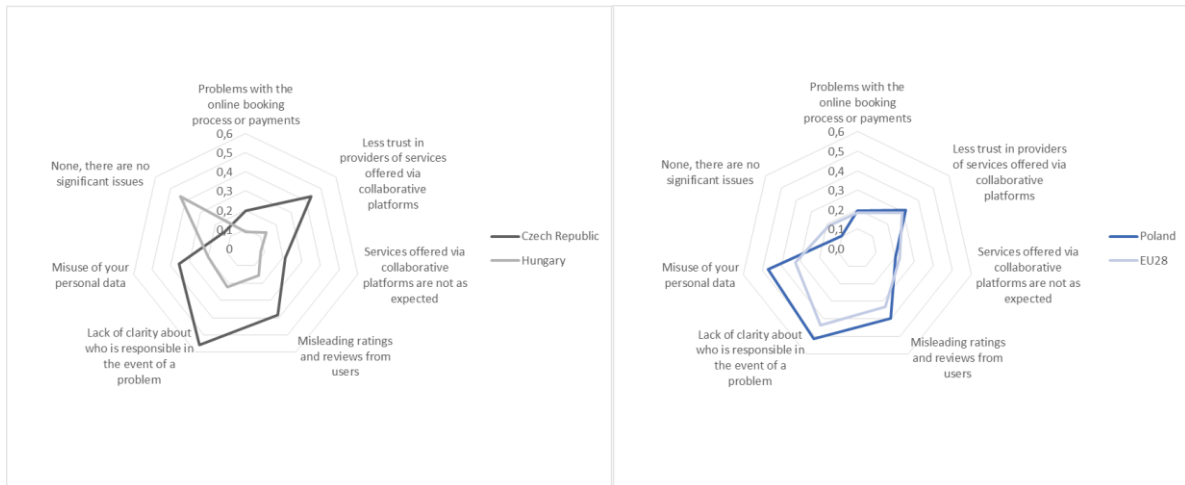 Problems with the
online booking
process or payments
0,6
0,5
0,4
0,3
0,2
0,1
0
Less trust in
providers of services
offered via
collaborative
platforms
Services offered via
collaborative
platforms are not as
expected
Misleading ratings
and reviews from
users
Lack of clarity about
who is responsible in
the event of a
problem
Misuse of your
personal data
None, there are no
significant issues
Czech Republic
Hungary
Problems with the
online booking
process or payments
0,6
0,5
0,4
0,3
0,2
0,1
0,0
Less trust in providers
of services offered via
collaborative
platforms
Services offered via
collaborative
platforms are not as
expected
Misleading ratings
and reviews from
users
Lack of clarity about
who is responsible in
the event of a
problem
Misuse of your
personal data
None, there are no
significant issues
Poland
EU28